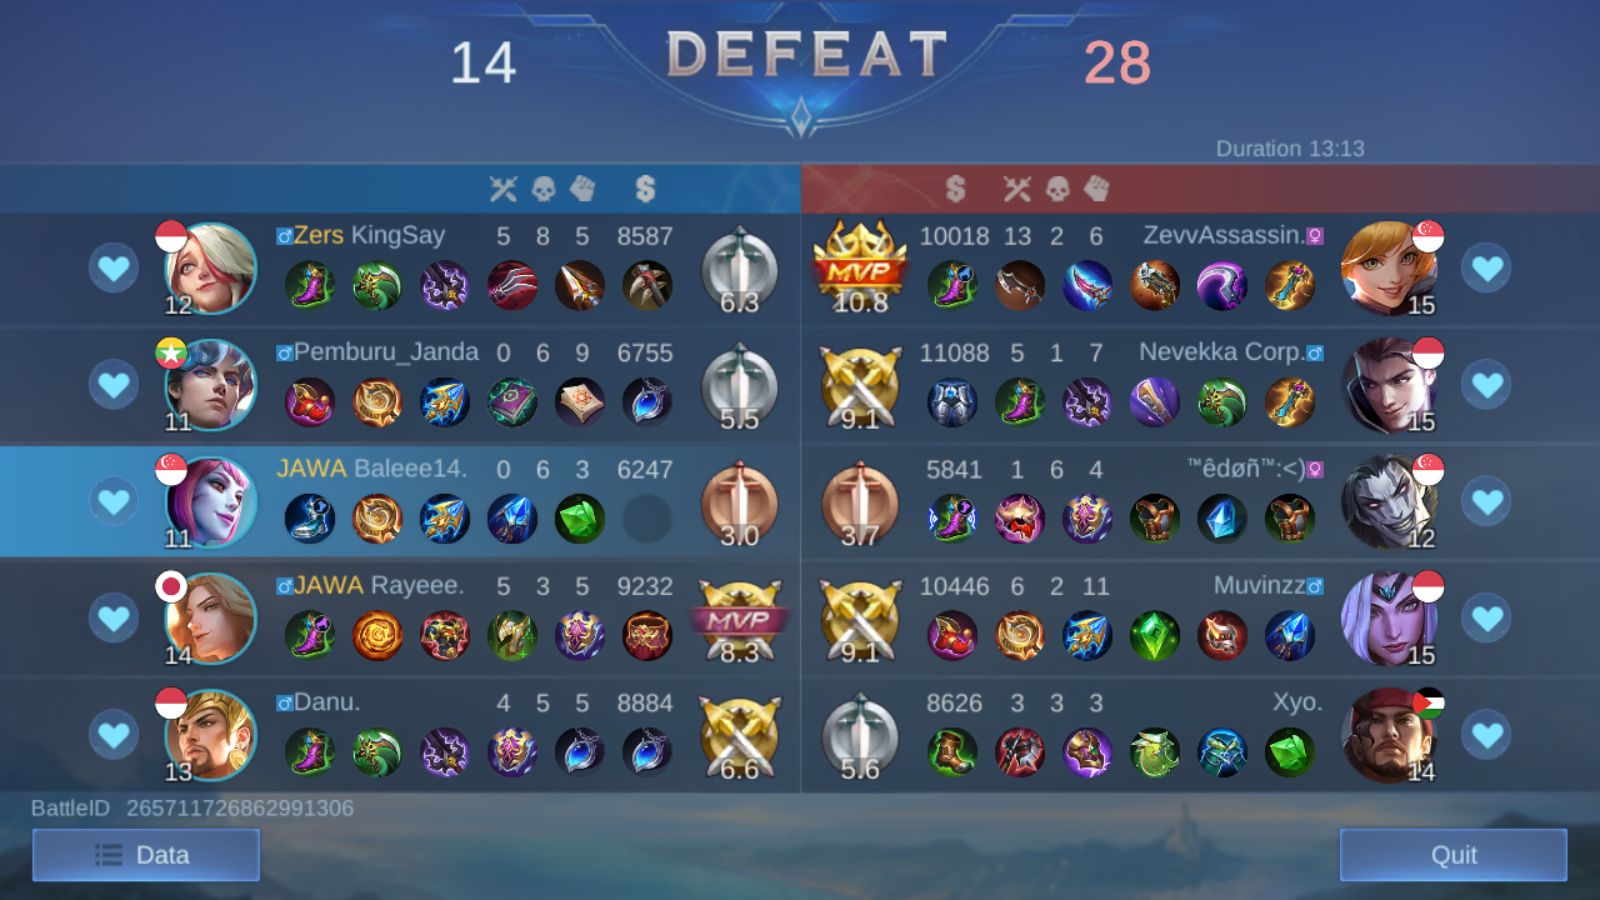 14 DEFEAT 28
Duration 13:13
Zers KingSay 5 8 5 8587
12 6.3
MVP 10.8 10018 13 2 6 ZevvAssassin. 15
Pemburu_Janda 0 6 9 6755
11 5.5
9.1 11088 5 1 7 Nevekka Corp. 15
JAWA Baleee14. 0 6 3 6247
11 3.0
3.7 5841 1 6 4 ™êdøñ™:<) 12
JAWA Rayeee. 5 3 5 9232
14 MVP 8.3
9.1 10446 6 2 11 Muvinzz 15
Danu. 4 5 5 8884
13 6.6
5.6 8626 3 3 3 Xyo. 14
BattleID 265711726862991306
Data Quit